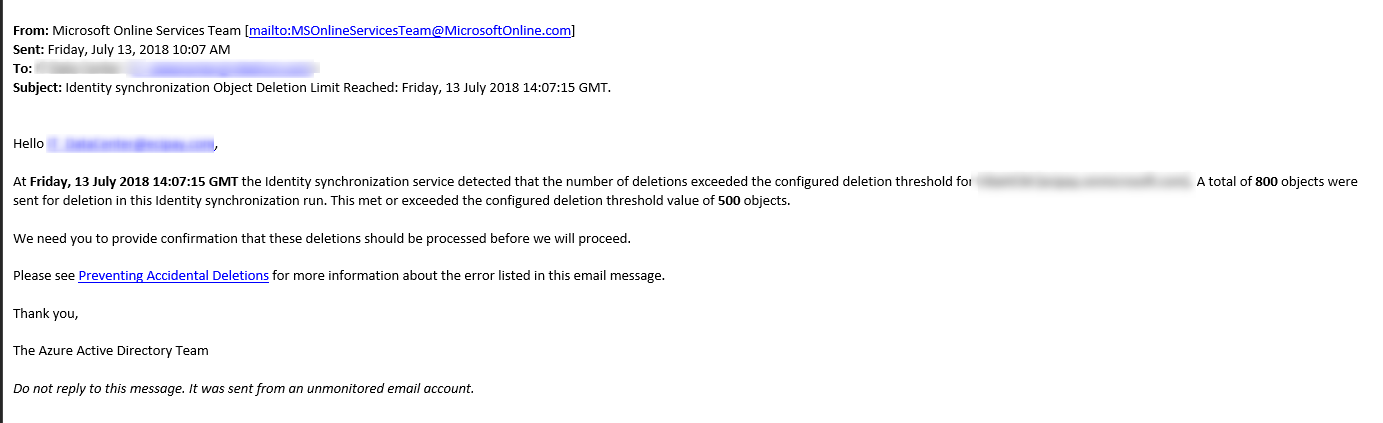 From: Microsoft Online Services Team [mailto:MSOnlineServicesTeam@MicrosoftOnline.com]
Sent: Friday, July 13, 2018 10:07 AM
To:
Subject: Identity synchronization Object Deletion Limit Reached: Friday, 13 July 2018 14:07:15 GMT.
Hello ,
At Friday, 13 July 2018 14:07:15 GMT the Identity synchronization service detected that the number of deletions exceeded the configured deletion threshold for . A total of 800 objects were
sent for deletion in this Identity synchronization run. This met or exceeded the configured deletion threshold value of 500 objects.
We need you to provide confirmation that these deletions should be processed before we will proceed.
Please see Preventing Accidental Deletions for more information about the error listed in this email message.
Thank you,
The Azure Active Directory Team
Do not reply to this message. It was sent from an unmonitored email account.